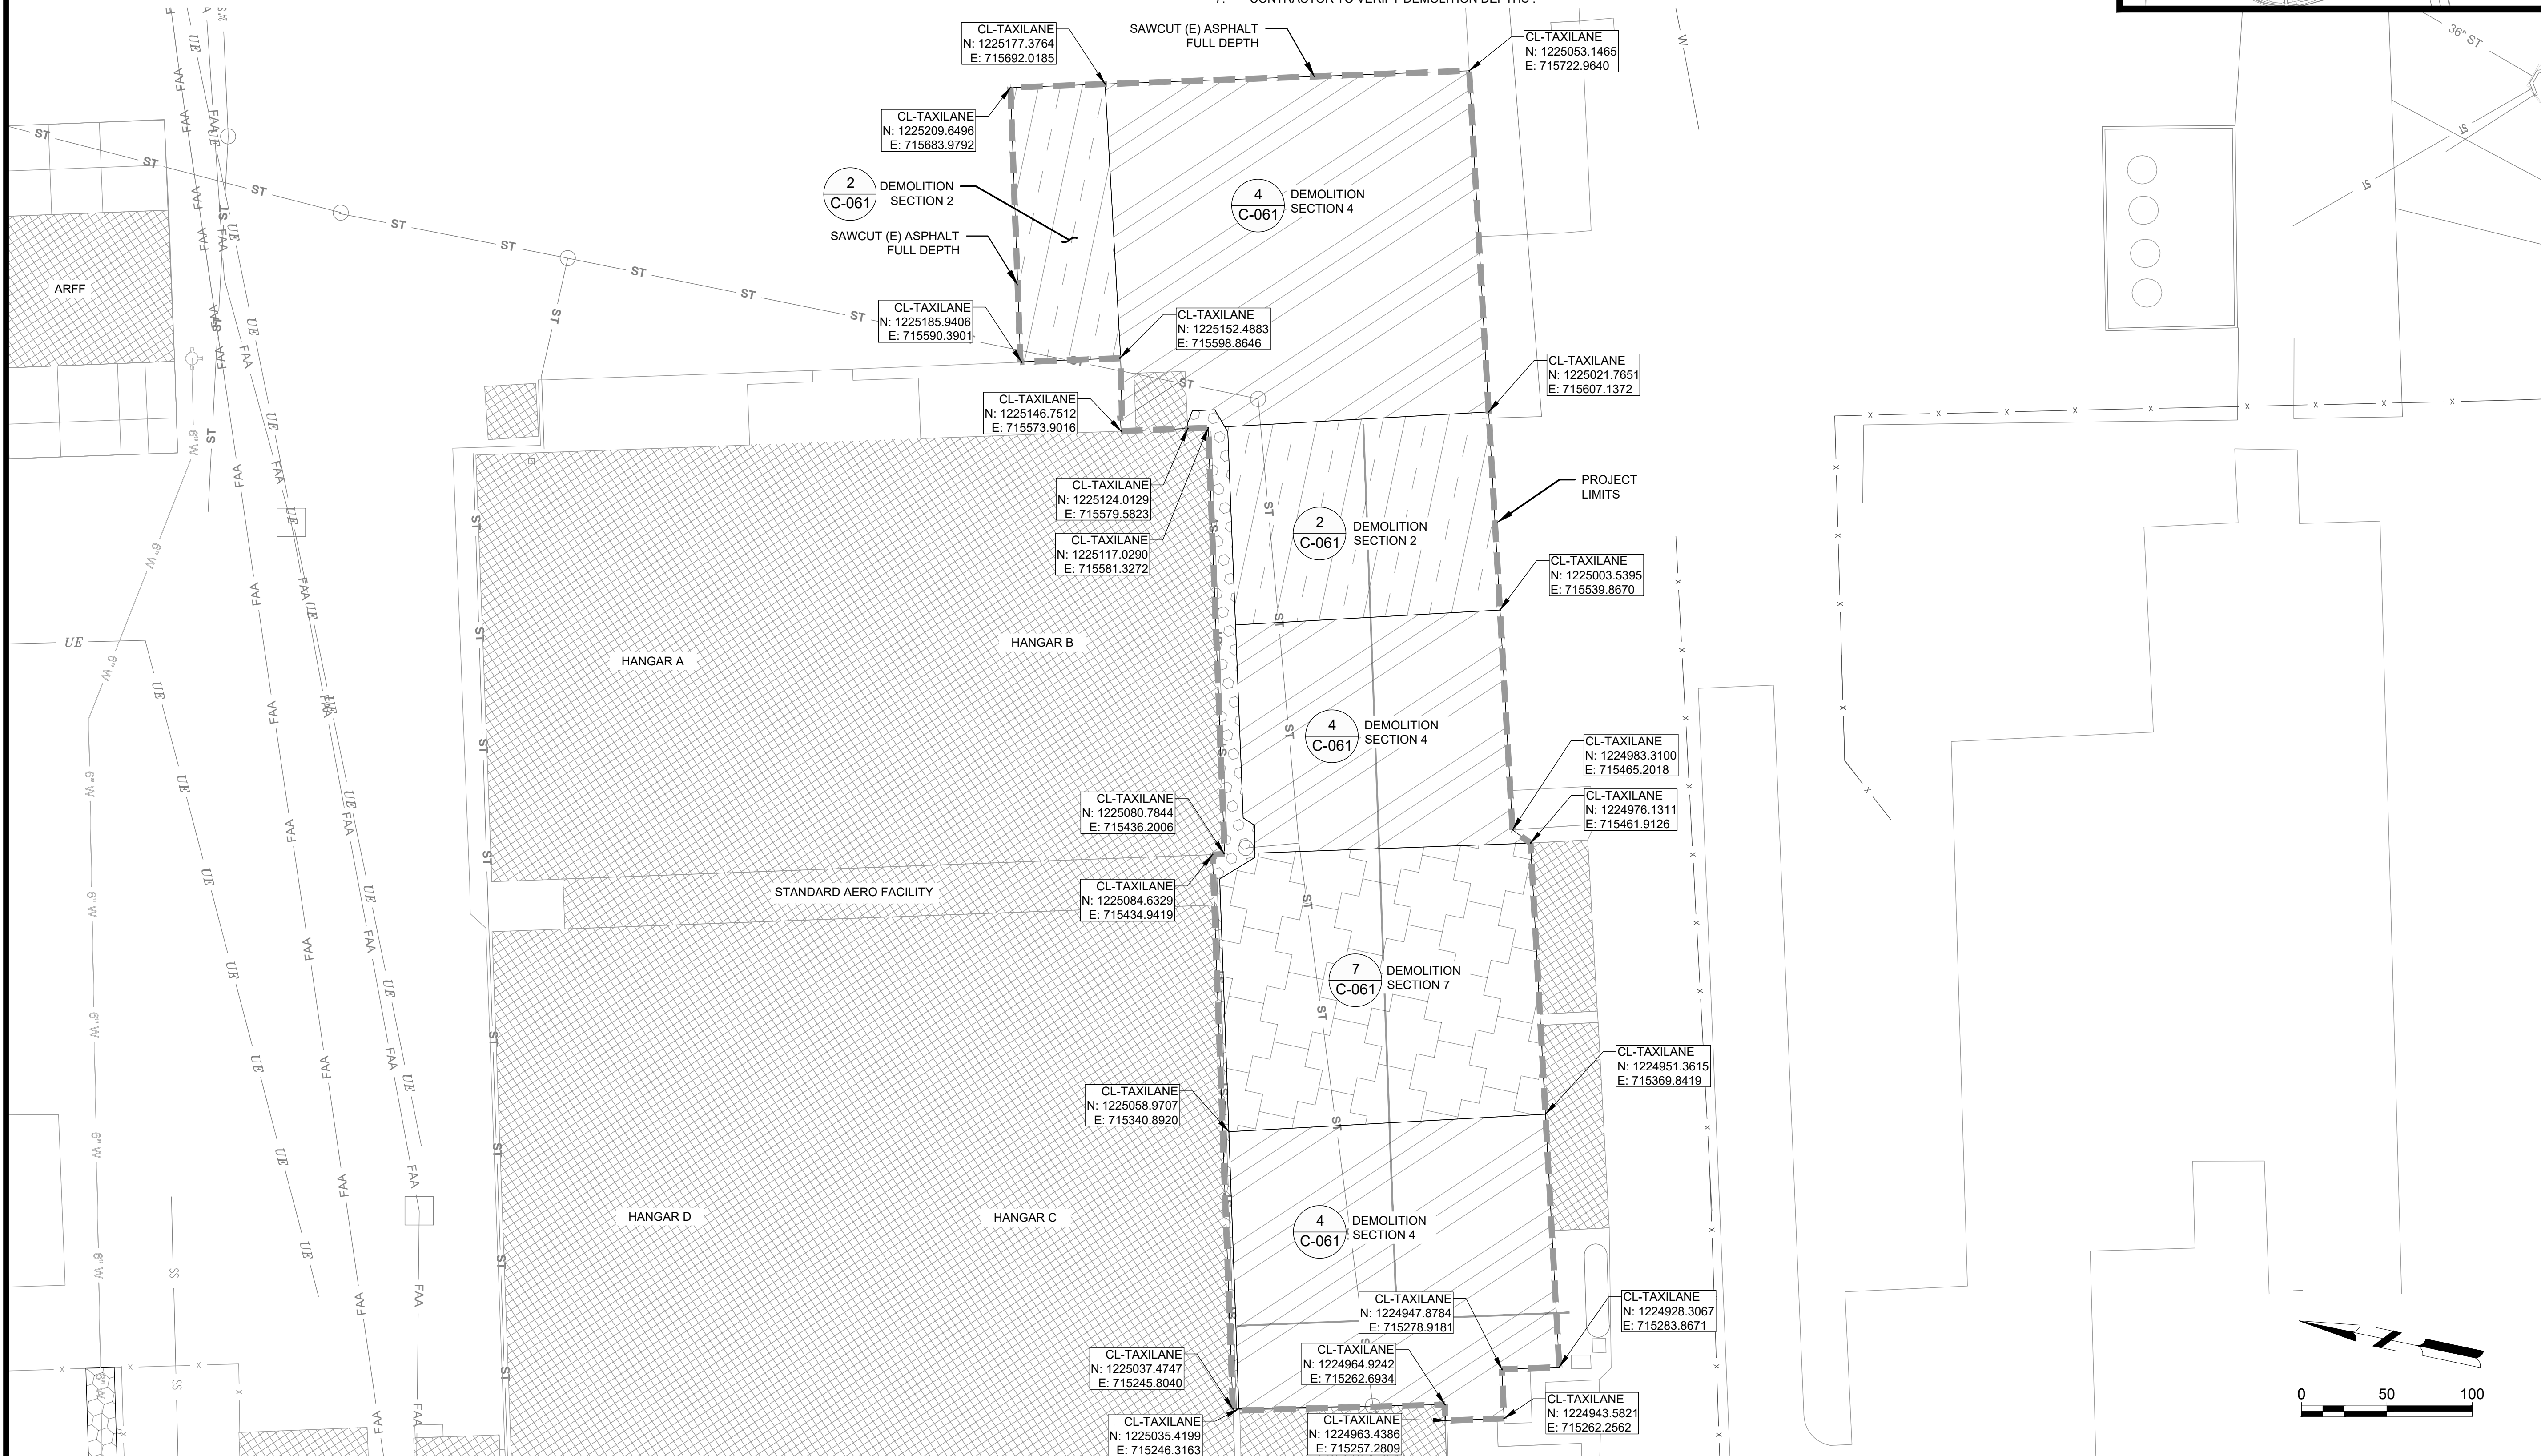 7. CONTRACTOR TO VERIFY DEMOLITION DEPTHS .
CL-TAXILANE
N: 1225177.3764
E: 715692.0185
SAWCUT (E) ASPHALT
FULL DEPTH
CL-TAXILANE
N: 1225053.1465
E: 715722.9640
W
36" ST
CL-TAXILANE
N: 1225209.6496
E: 715683.9792
2
C-061
DEMOLITION
SECTION 2
4
C-061
DEMOLITION
SECTION 4
SAWCUT (E) ASPHALT
FULL DEPTH
ARFF
CL-TAXILANE
N: 1225185.9406
E: 715590.3901
CL-TAXILANE
N: 1225152.4883
E: 715598.8646
CL-TAXILANE
N: 1225021.7651
E: 715607.1372
CL-TAXILANE
N: 1225146.7512
E: 715573.9016
CL-TAXILANE
N: 1225124.0129
E: 715579.5823
PROJECT
LIMITS
2
C-061
DEMOLITION
SECTION 2
CL-TAXILANE
N: 1225117.0290
E: 715581.3272
CL-TAXILANE
N: 1225003.5395
E: 715539.8670
HANGAR A
HANGAR B
4
C-061
DEMOLITION
SECTION 4
CL-TAXILANE
N: 1224983.3100
E: 715465.2018
CL-TAXILANE
N: 1225080.7844
E: 715436.2006
CL-TAXILANE
N: 1224976.1311
E: 715461.9126
STANDARD AERO FACILITY
CL-TAXILANE
N: 1225084.6329
E: 715434.9419
7
C-061
DEMOLITION
SECTION 7
CL-TAXILANE
N: 1224951.3615
E: 715369.8419
CL-TAXILANE
N: 1225058.9707
E: 715340.8920
HANGAR D
HANGAR C
4
C-061
DEMOLITION
SECTION 4
CL-TAXILANE
N: 1224947.8784
E: 715278.9181
CL-TAXILANE
N: 1224928.3067
E: 715283.8671
CL-TAXILANE
N: 1225037.4747
E: 715245.8040
CL-TAXILANE
N: 1224964.9242
E: 715262.6934
CL-TAXILANE
N: 1224943.5821
E: 715262.2562
CL-TAXILANE
N: 1225035.4199
E: 715246.3163
CL-TAXILANE
N: 1224963.4386
E: 715257.2809
0 50 100
ST
UE
FAA
6" W
SS